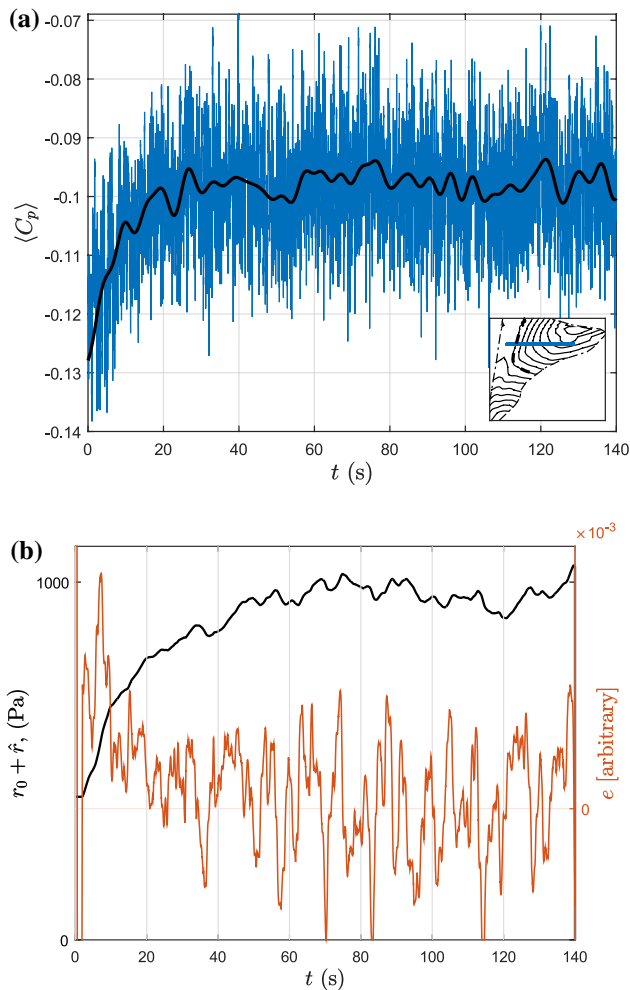 (a)
-0.07
-0.08
-0.09
-0.1
-0.11
-0.12
-0.13
-0.14
⟨C_p⟩
0 20 40 60 80 100 120 140
t (s)
(b)
×10⁻³
1000
0
r₀ + r̂, (Pa)
0
e [arbitrary]
0 20 40 60 80 100 120 140
t (s)